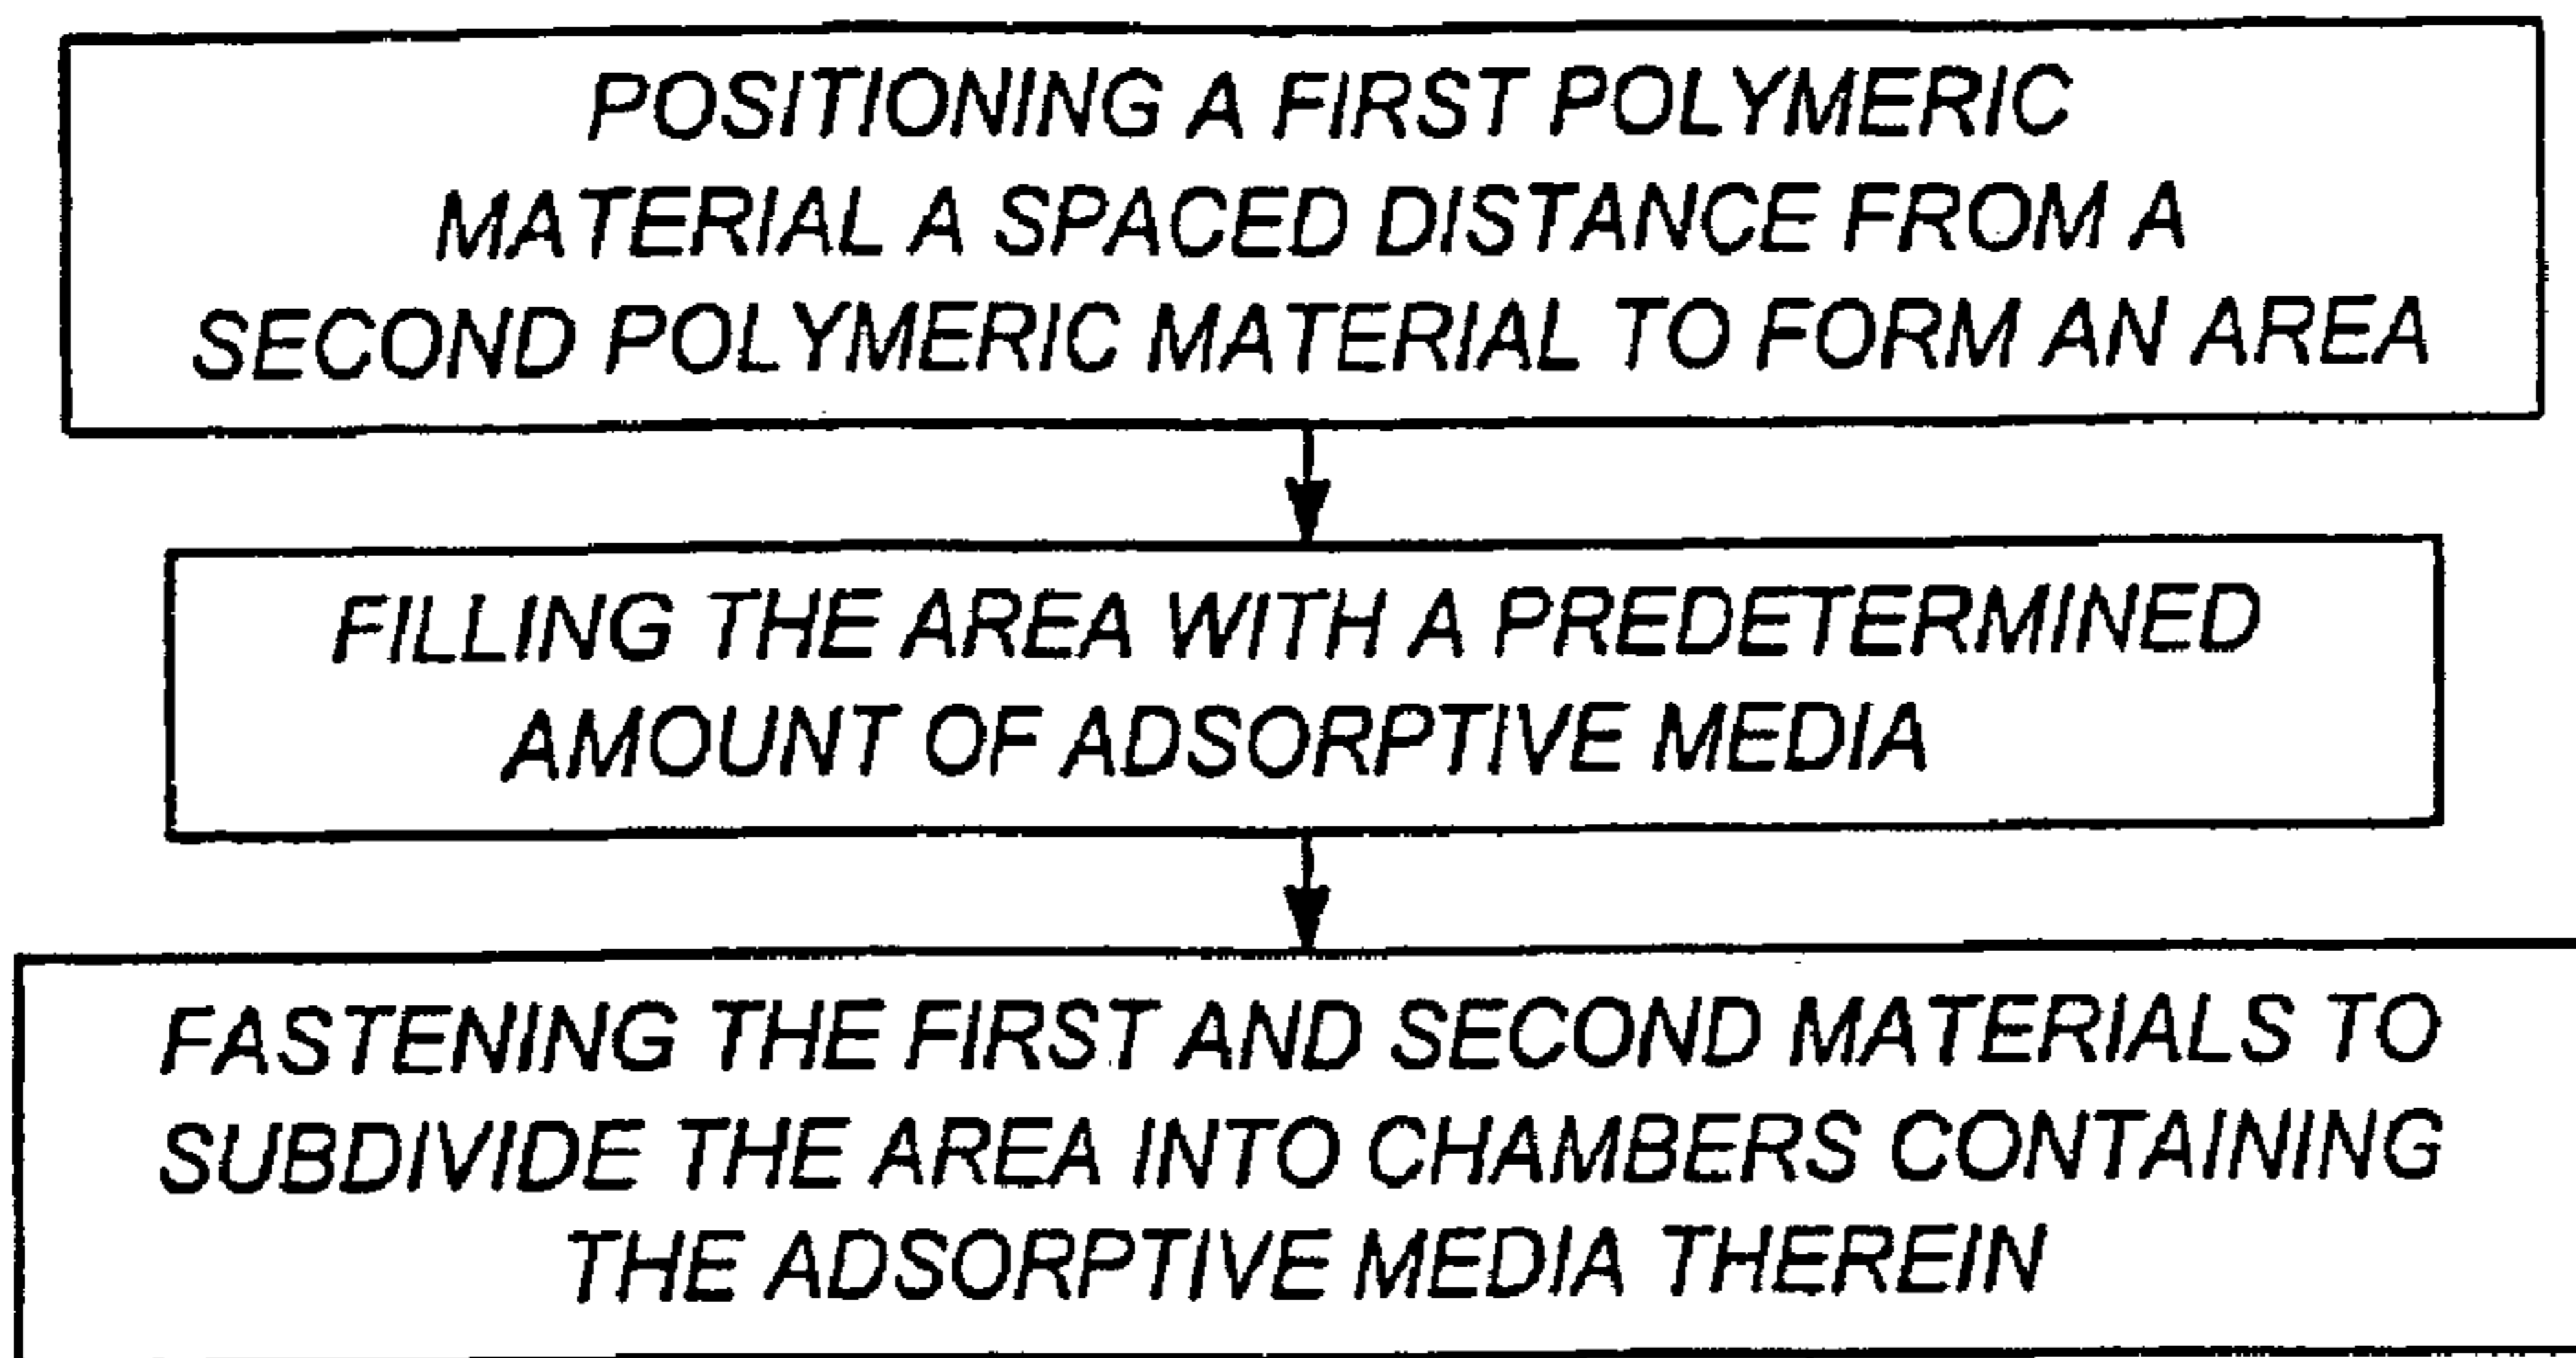 POSITIONING A FIRST POLYMERIC
MATERIAL A SPACED DISTANCE FROM A
SECOND POLYMERIC MATERIAL TO FORM AN AREA
FILLING THE AREA WITH A PREDETERMINED
AMOUNT OF ADSORPTIVE MEDIA
FASTENING THE FIRST AND SECOND MATERIALS TO
SUBDIVIDE THE AREA INTO CHAMBERS CONTAINING
THE ADSORPTIVE MEDIA THEREIN